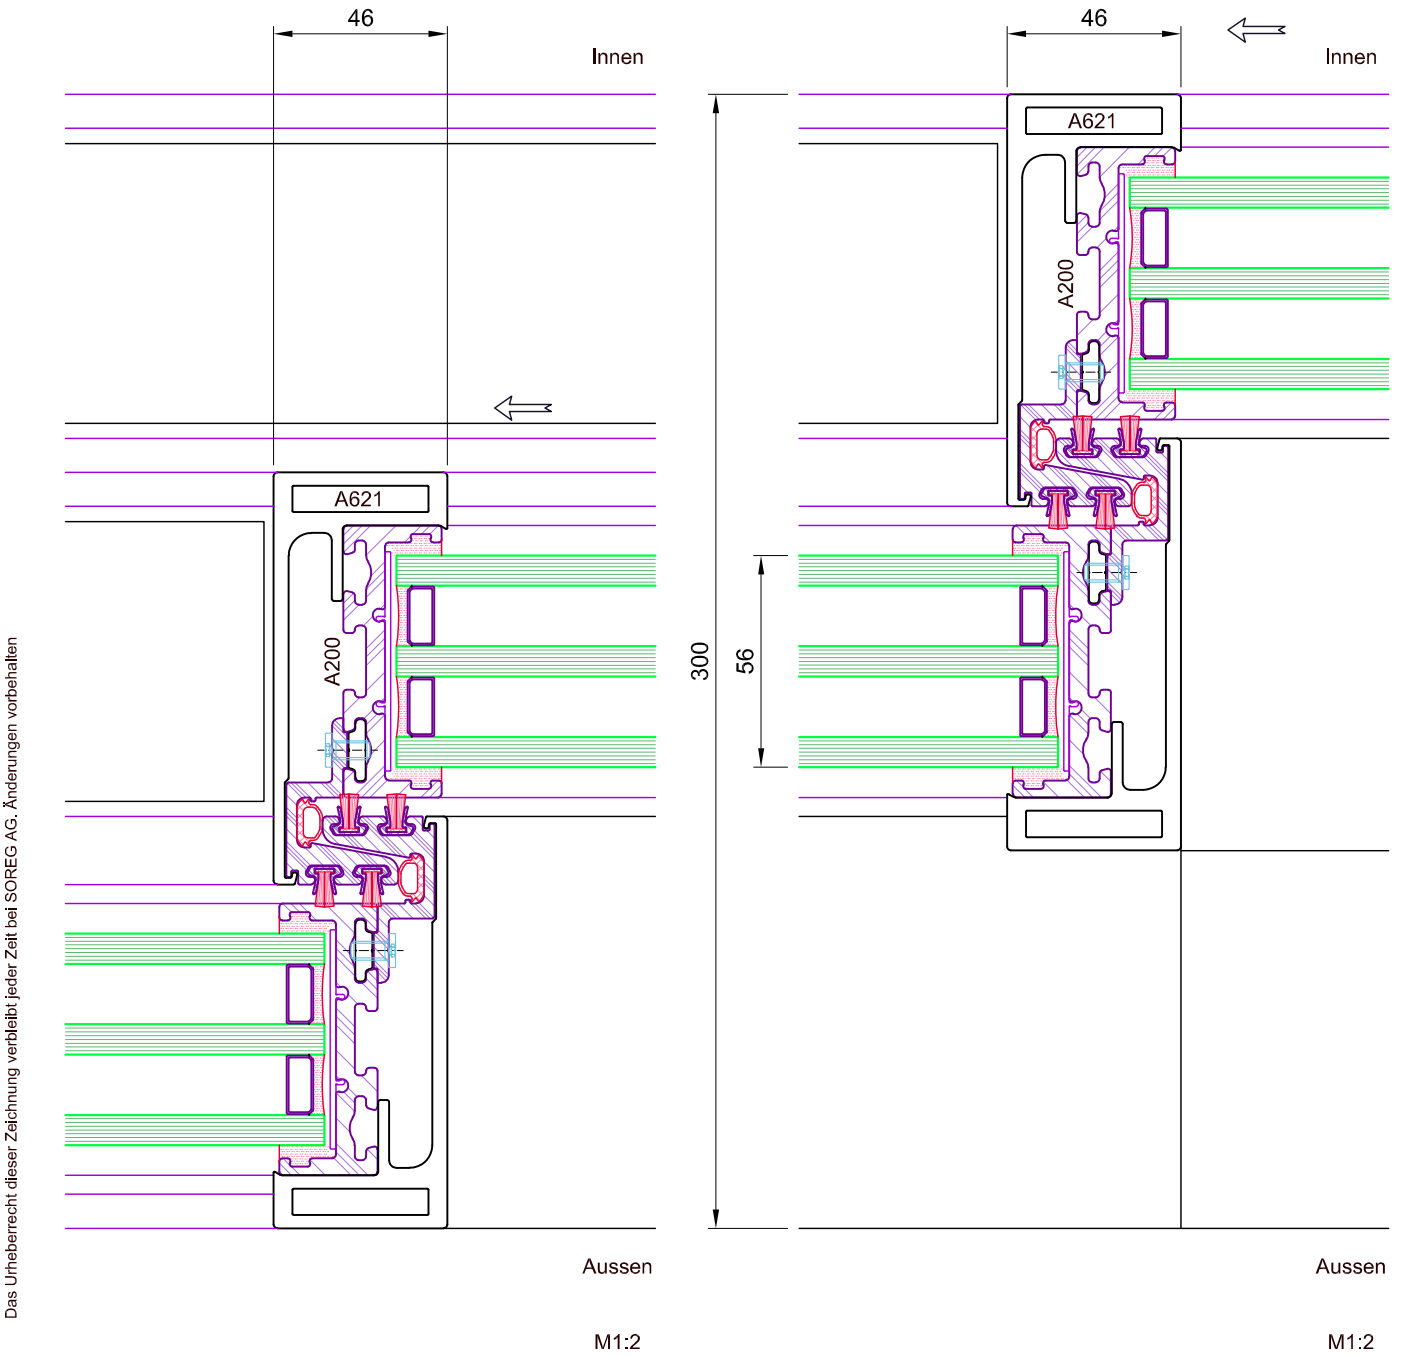 46
Innen
A621
A200
Aussen
M1:2
46
Innen
A621
A200
300
56
Aussen
M1:2
Das Urheberrecht dieser Zeichnung verbleibt jeder Zeit bei SOREG AG. Änderungen vorbehalten